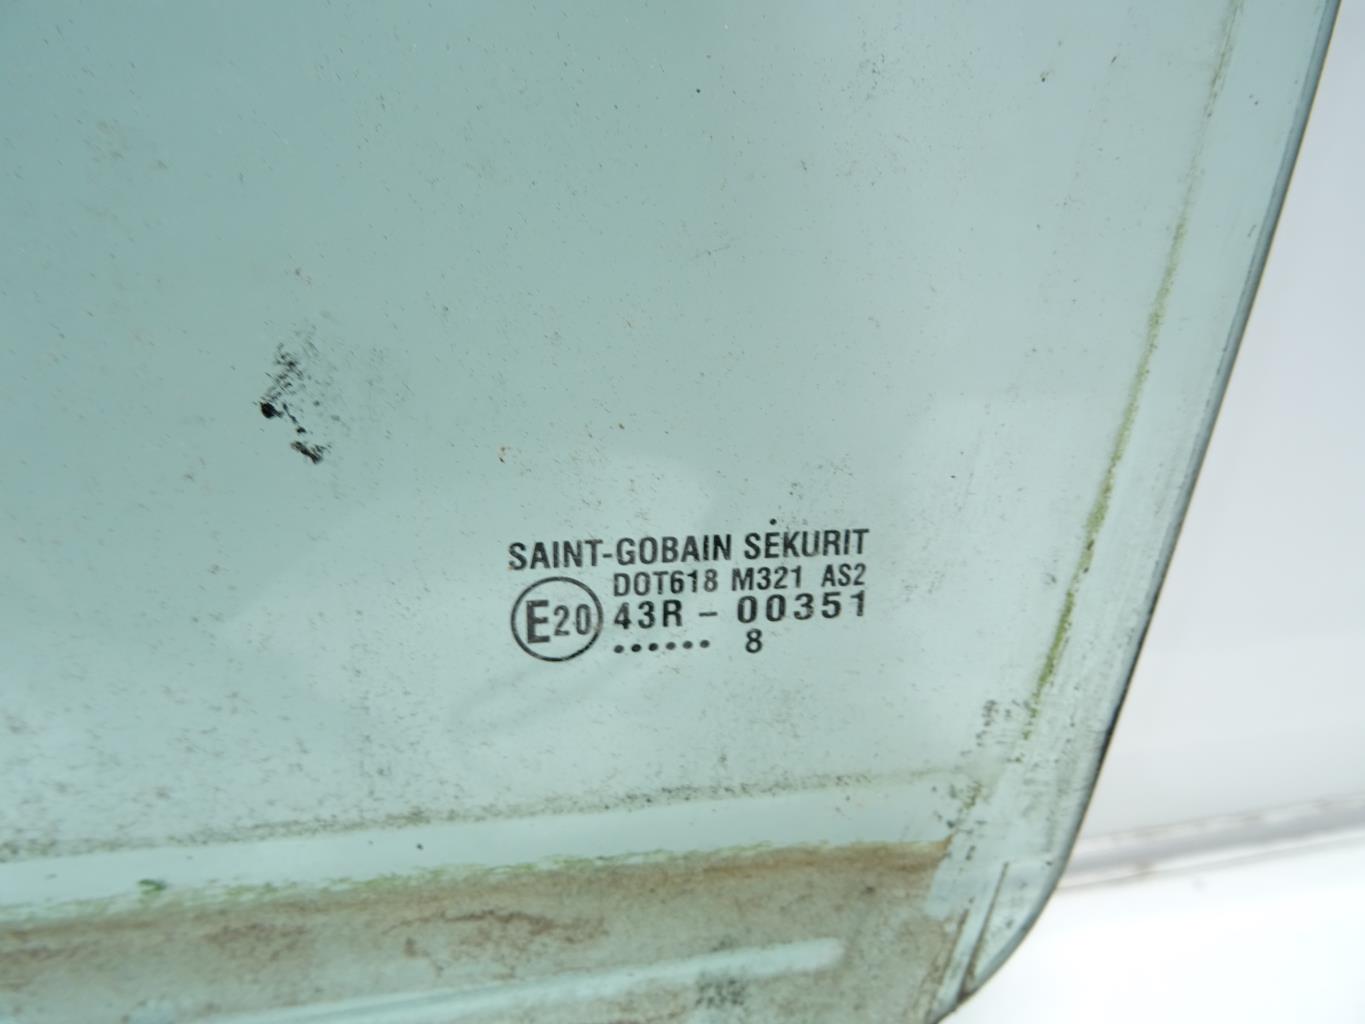 SAINT-GOBAIN SEKURIT
DOT618 M321 AS2
E20 43R - 00351
...... 8